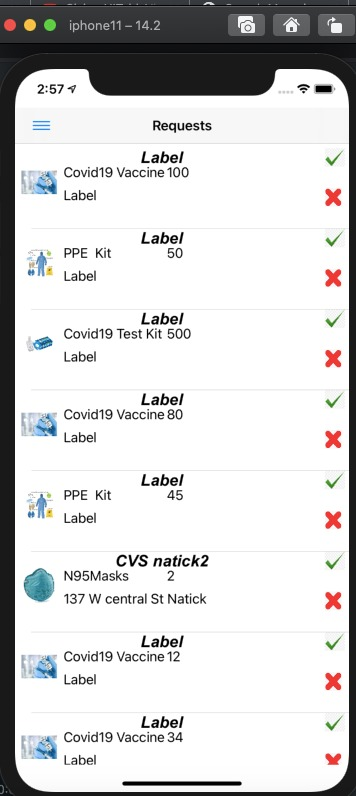 iphone11 – 14.2
2:57
Requests
Label
Covid19 Vaccine 100
Label
Label
PPE Kit 50
Label
Label
Covid19 Test Kit 500
Label
Label
Covid19 Vaccine 80
Label
Label
PPE Kit 45
Label
CVS natick2
N95Masks 2
137 W central St Natick
Label
Covid19 Vaccine 12
Label
Label
Covid19 Vaccine 34
Label